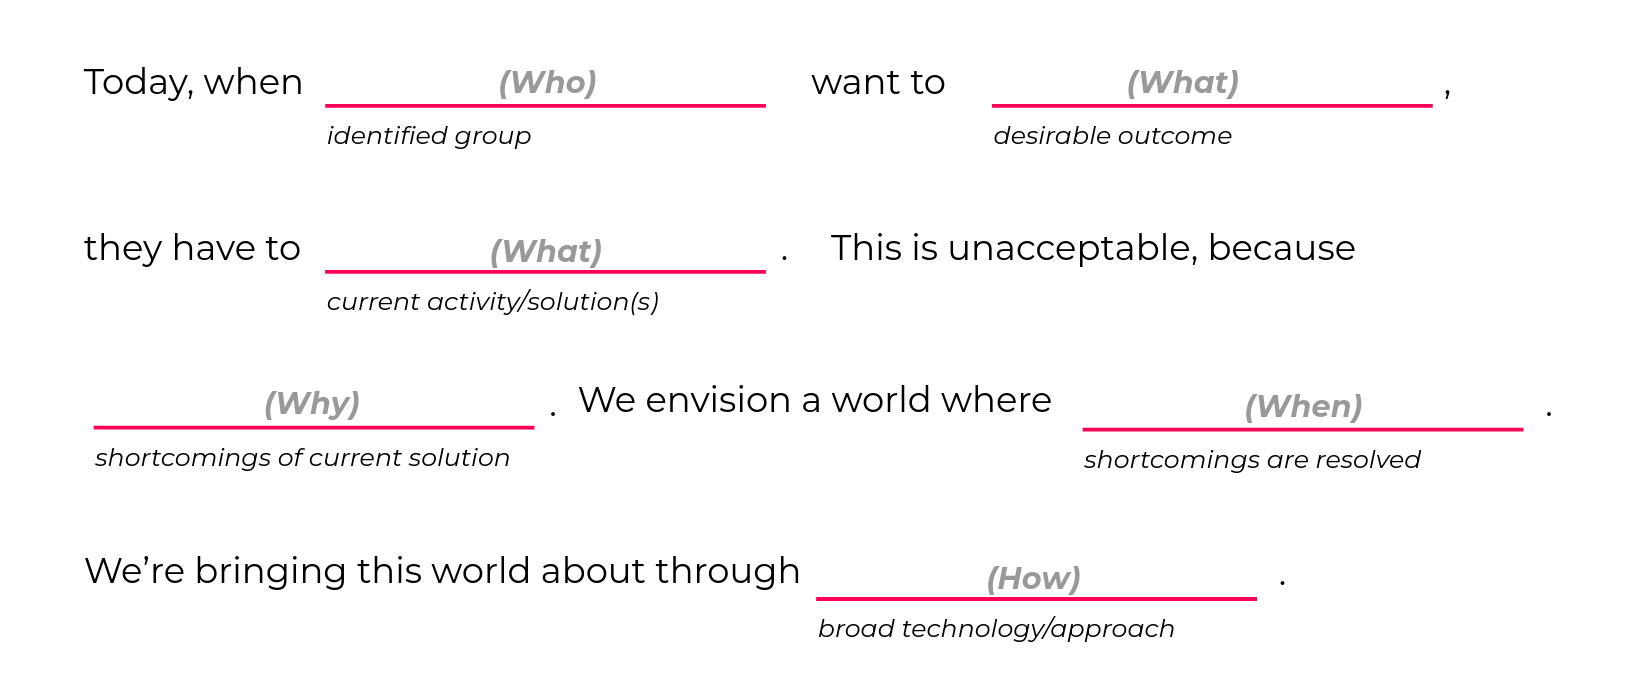 Today, when (Who) want to (What) ,
identified group desirable outcome
they have to (What) . This is unacceptable, because
current activity/solution(s)
(Why) . We envision a world where (When) .
shortcomings of current solution shortcomings are resolved
We’re bringing this world about through (How) .
broad technology/approach